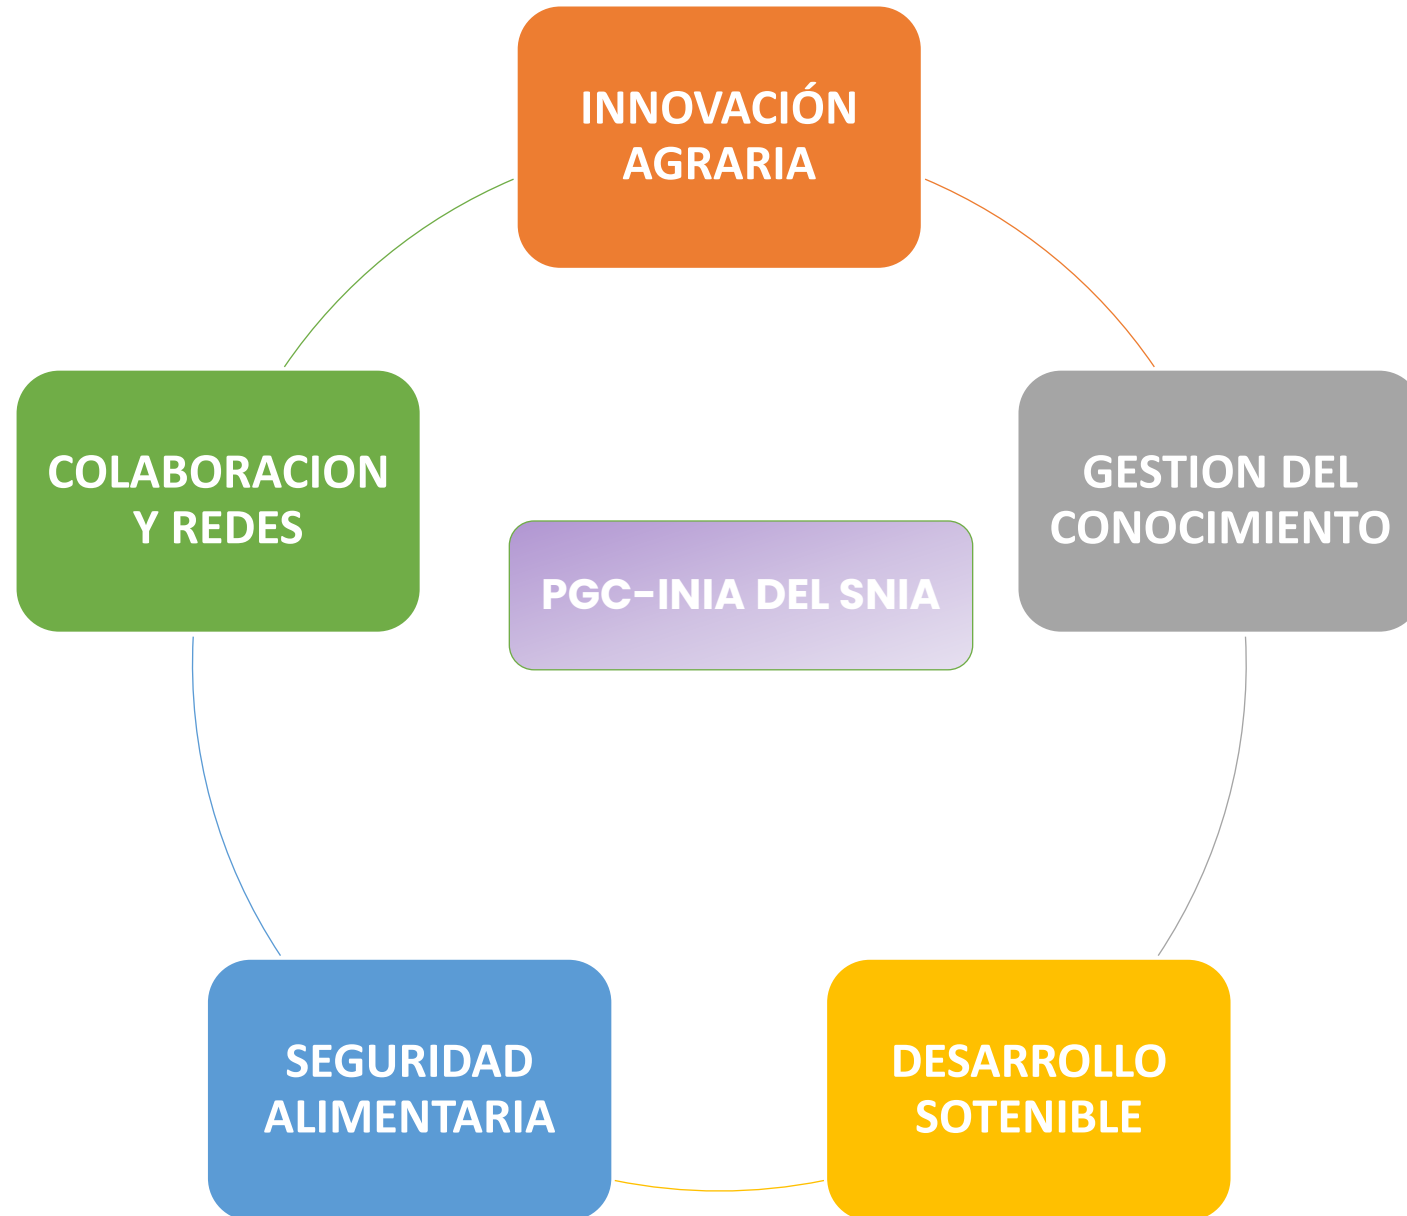 INNOVACIÓN
AGRARIA
COLABORACION
Y REDES
GESTION DEL
CONOCIMIENTO
PGC-INIA DEL SNIA
SEGURIDAD
ALIMENTARIA
DESARROLLO
SOTENIBLE